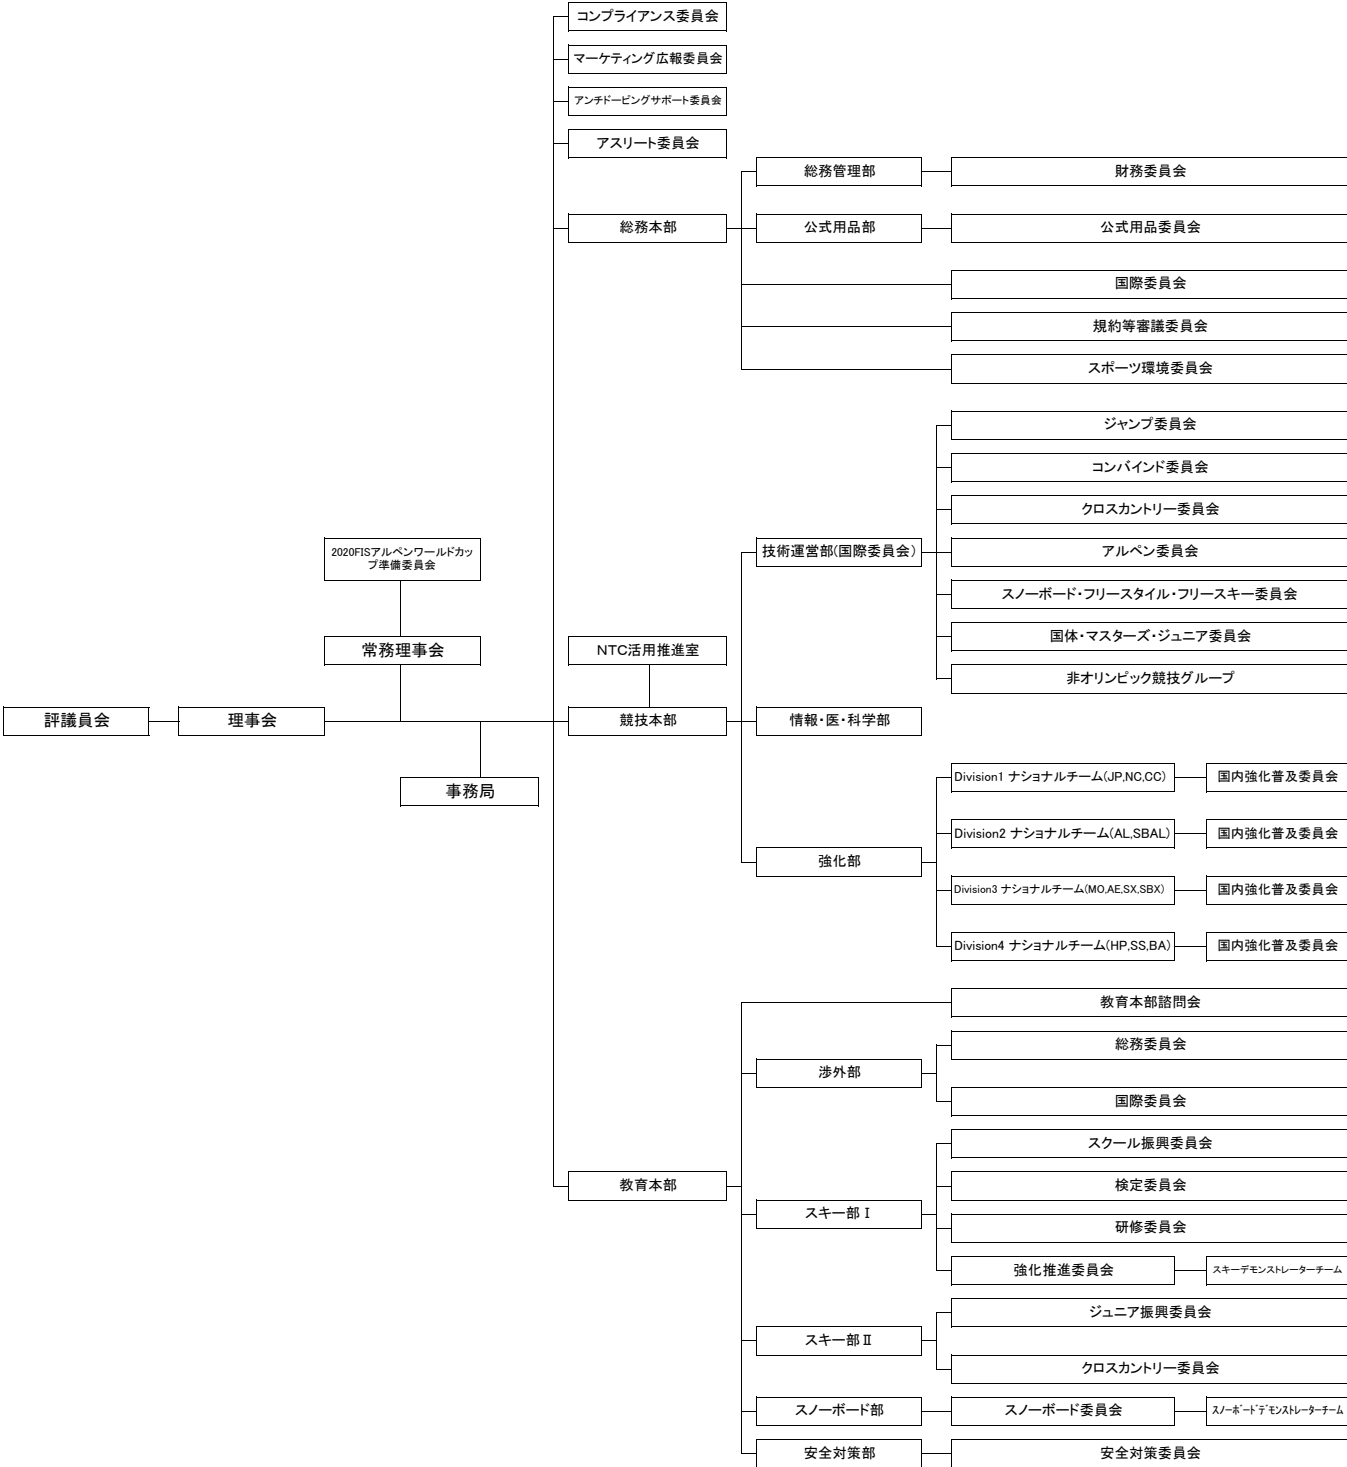 コンプライアンス委員会
マーケティング広報委員会
アンチドーピングサポート委員会
アスリート委員会
総務管理部
財務委員会
総務本部
公式用品部
公式用品委員会
国際委員会
規約等審議委員会
スポーツ環境委員会
ジャンプ委員会
コンバインド委員会
クロスカントリー委員会
2020FISアルペンワールドカッ
プ準備委員会
技術運営部(国際委員会)
アルペン委員会
スノーボード・フリースタイル・フリースキー委員会
常務理事会
NTC活用推進室
国体・マスターズ・ジュニア委員会
非オリンピック競技グループ
評議員会
理事会
競技本部
情報・医・科学部
事務局
Division1 ナショナルチーム(JP,NC,CC)
国内強化普及委員会
Division2 ナショナルチーム(AL,SBAL)
国内強化普及委員会
強化部
Division3 ナショナルチーム(MO,AE,SX,SBX)
国内強化普及委員会
Division4 ナショナルチーム(HP,SS,BA)
国内強化普及委員会
教育本部諮問会
総務委員会
渉外部
国際委員会
スクール振興委員会
教育本部
検定委員会
スキー部Ⅰ
研修委員会
強化推進委員会
スキーデモンストレーターチーム
ジュニア振興委員会
スキー部Ⅱ
クロスカントリー委員会
スノーボード部
スノーボード委員会
スノーボードデモンストレーターチーム
安全対策部
安全対策委員会